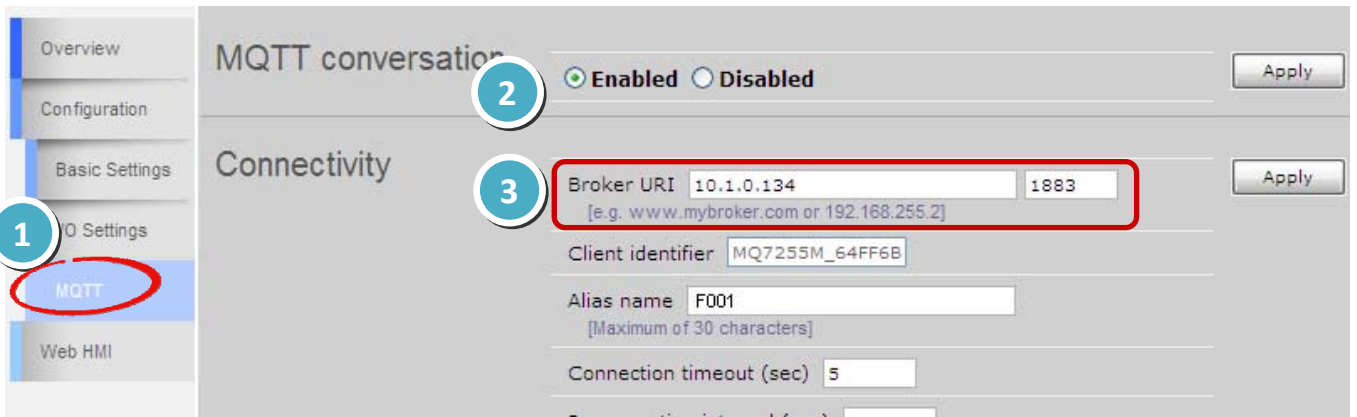 Overview
Configuration
Basic Settings
1
/O Settings
MQTT
Web HMI
MQTT conversation
2
Enabled Disabled
Apply
Connectivity
3
Broker URI 10.1.0.134 1883
Apply
[e.g. www.mybroker.com or 192.168.255.2]
Client identifier MQ7255M_64FF6B
Alias name F001
[Maximum of 30 characters]
Connection timeout (sec) 5